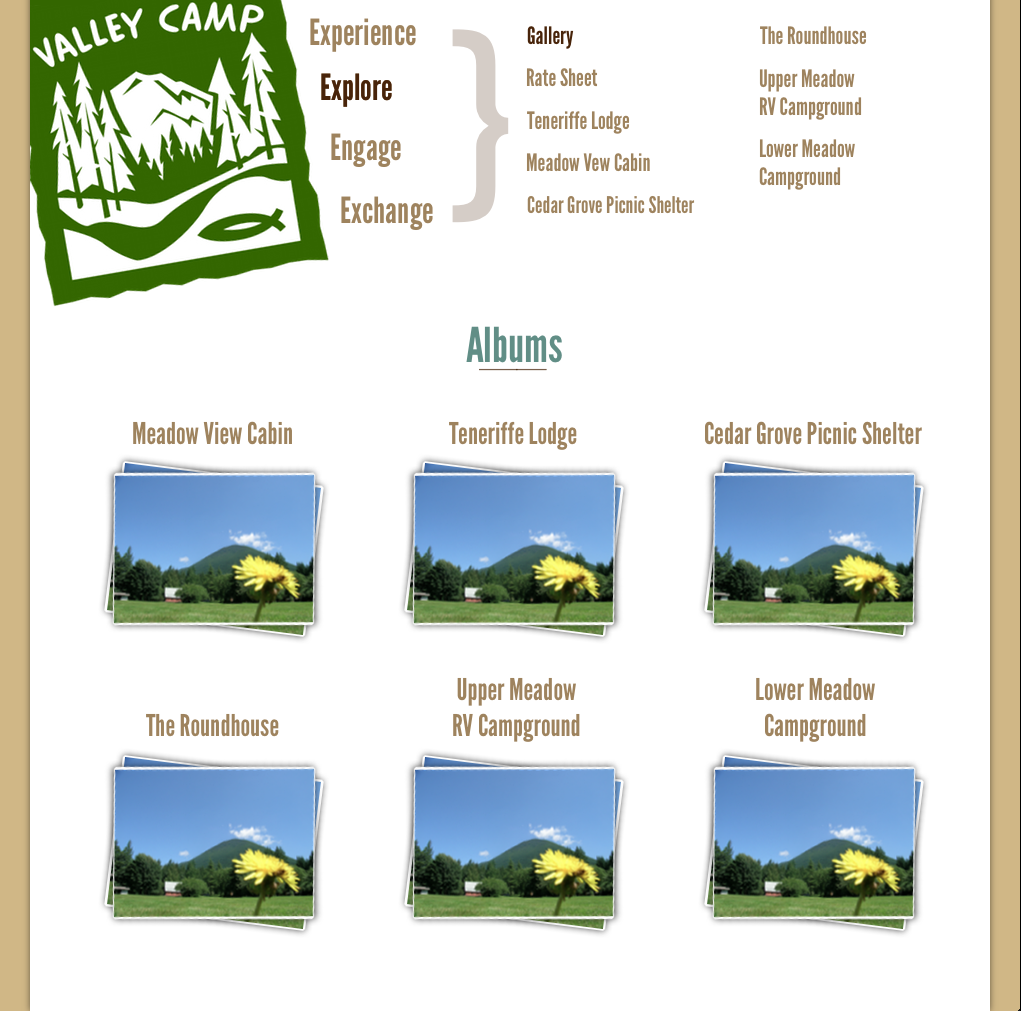 VALLEY CAMP
Experience
Explore
Engage
Exchange
Gallery
Rate Sheet
Teneriffe Lodge
Meadow Vew Cabin
Cedar Grove Picnic Shelter
The Roundhouse
Upper Meadow
RV Campground
Lower Meadow
Campground
Albums
Meadow View Cabin
Teneriffe Lodge
Cedar Grove Picnic Shelter
The Roundhouse
Upper Meadow
RV Campground
Lower Meadow
Campground